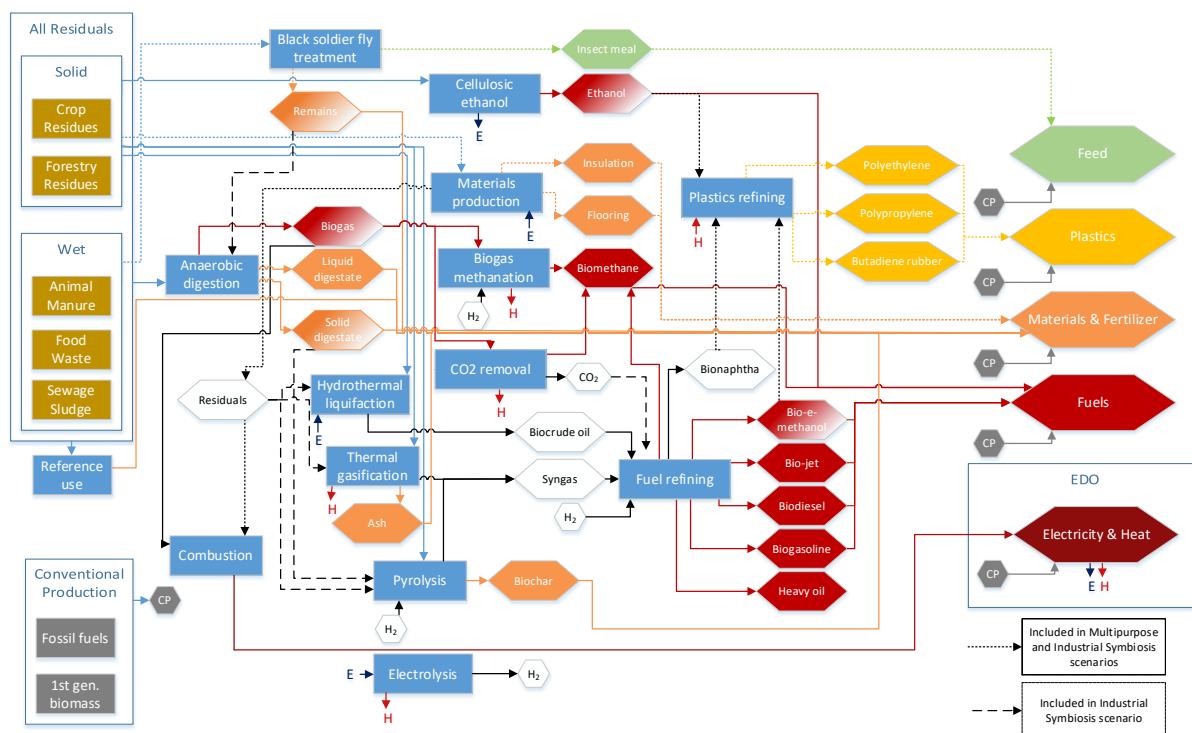 All Residuals
Solid
Crop
Residues
Forestry
Residues
Wet
Animal
Manure
Food
Waste
Sewage
Sludge
Reference
use
Conventional
Production
Fossil fuels
1st gen.
biomass
CP
Black soldier fly
treatment
Insect meal
Remains
Cellulosic
ethanol
E
Ethanol
Materials
production
E
Insulation
Flooring
Plastics refining
H
Polyethylene
Polypropylene
Butadiene rubber
Feed
CP
Plastics
CP
Materials & Fertilizer
CP
Fuels
CP
Anaerobic
digestion
Biogas
Liquid
digestate
Solid
digestate
Biogas
methanation
H₂
H
Biomethane
CO2 removal
H
CO₂
Bionaphtha
Residuals
Hydrothermal
liquifaction
E
Biocrude oil
Thermal
gasification
H
Syngas
Ash
Fuel refining
H₂
Bio-e-
methanol
Bio-jet
Biodiesel
Biogasoline
Heavy oil
Combustion
Pyrolysis
H₂
Biochar
E
Electrolysis
H
H₂
EDO
Electricity & Heat
CP
E
H
Included in Multipurpose
and Industrial Symbiosis
scenarios
Included in Industrial
Symbiosis scenario